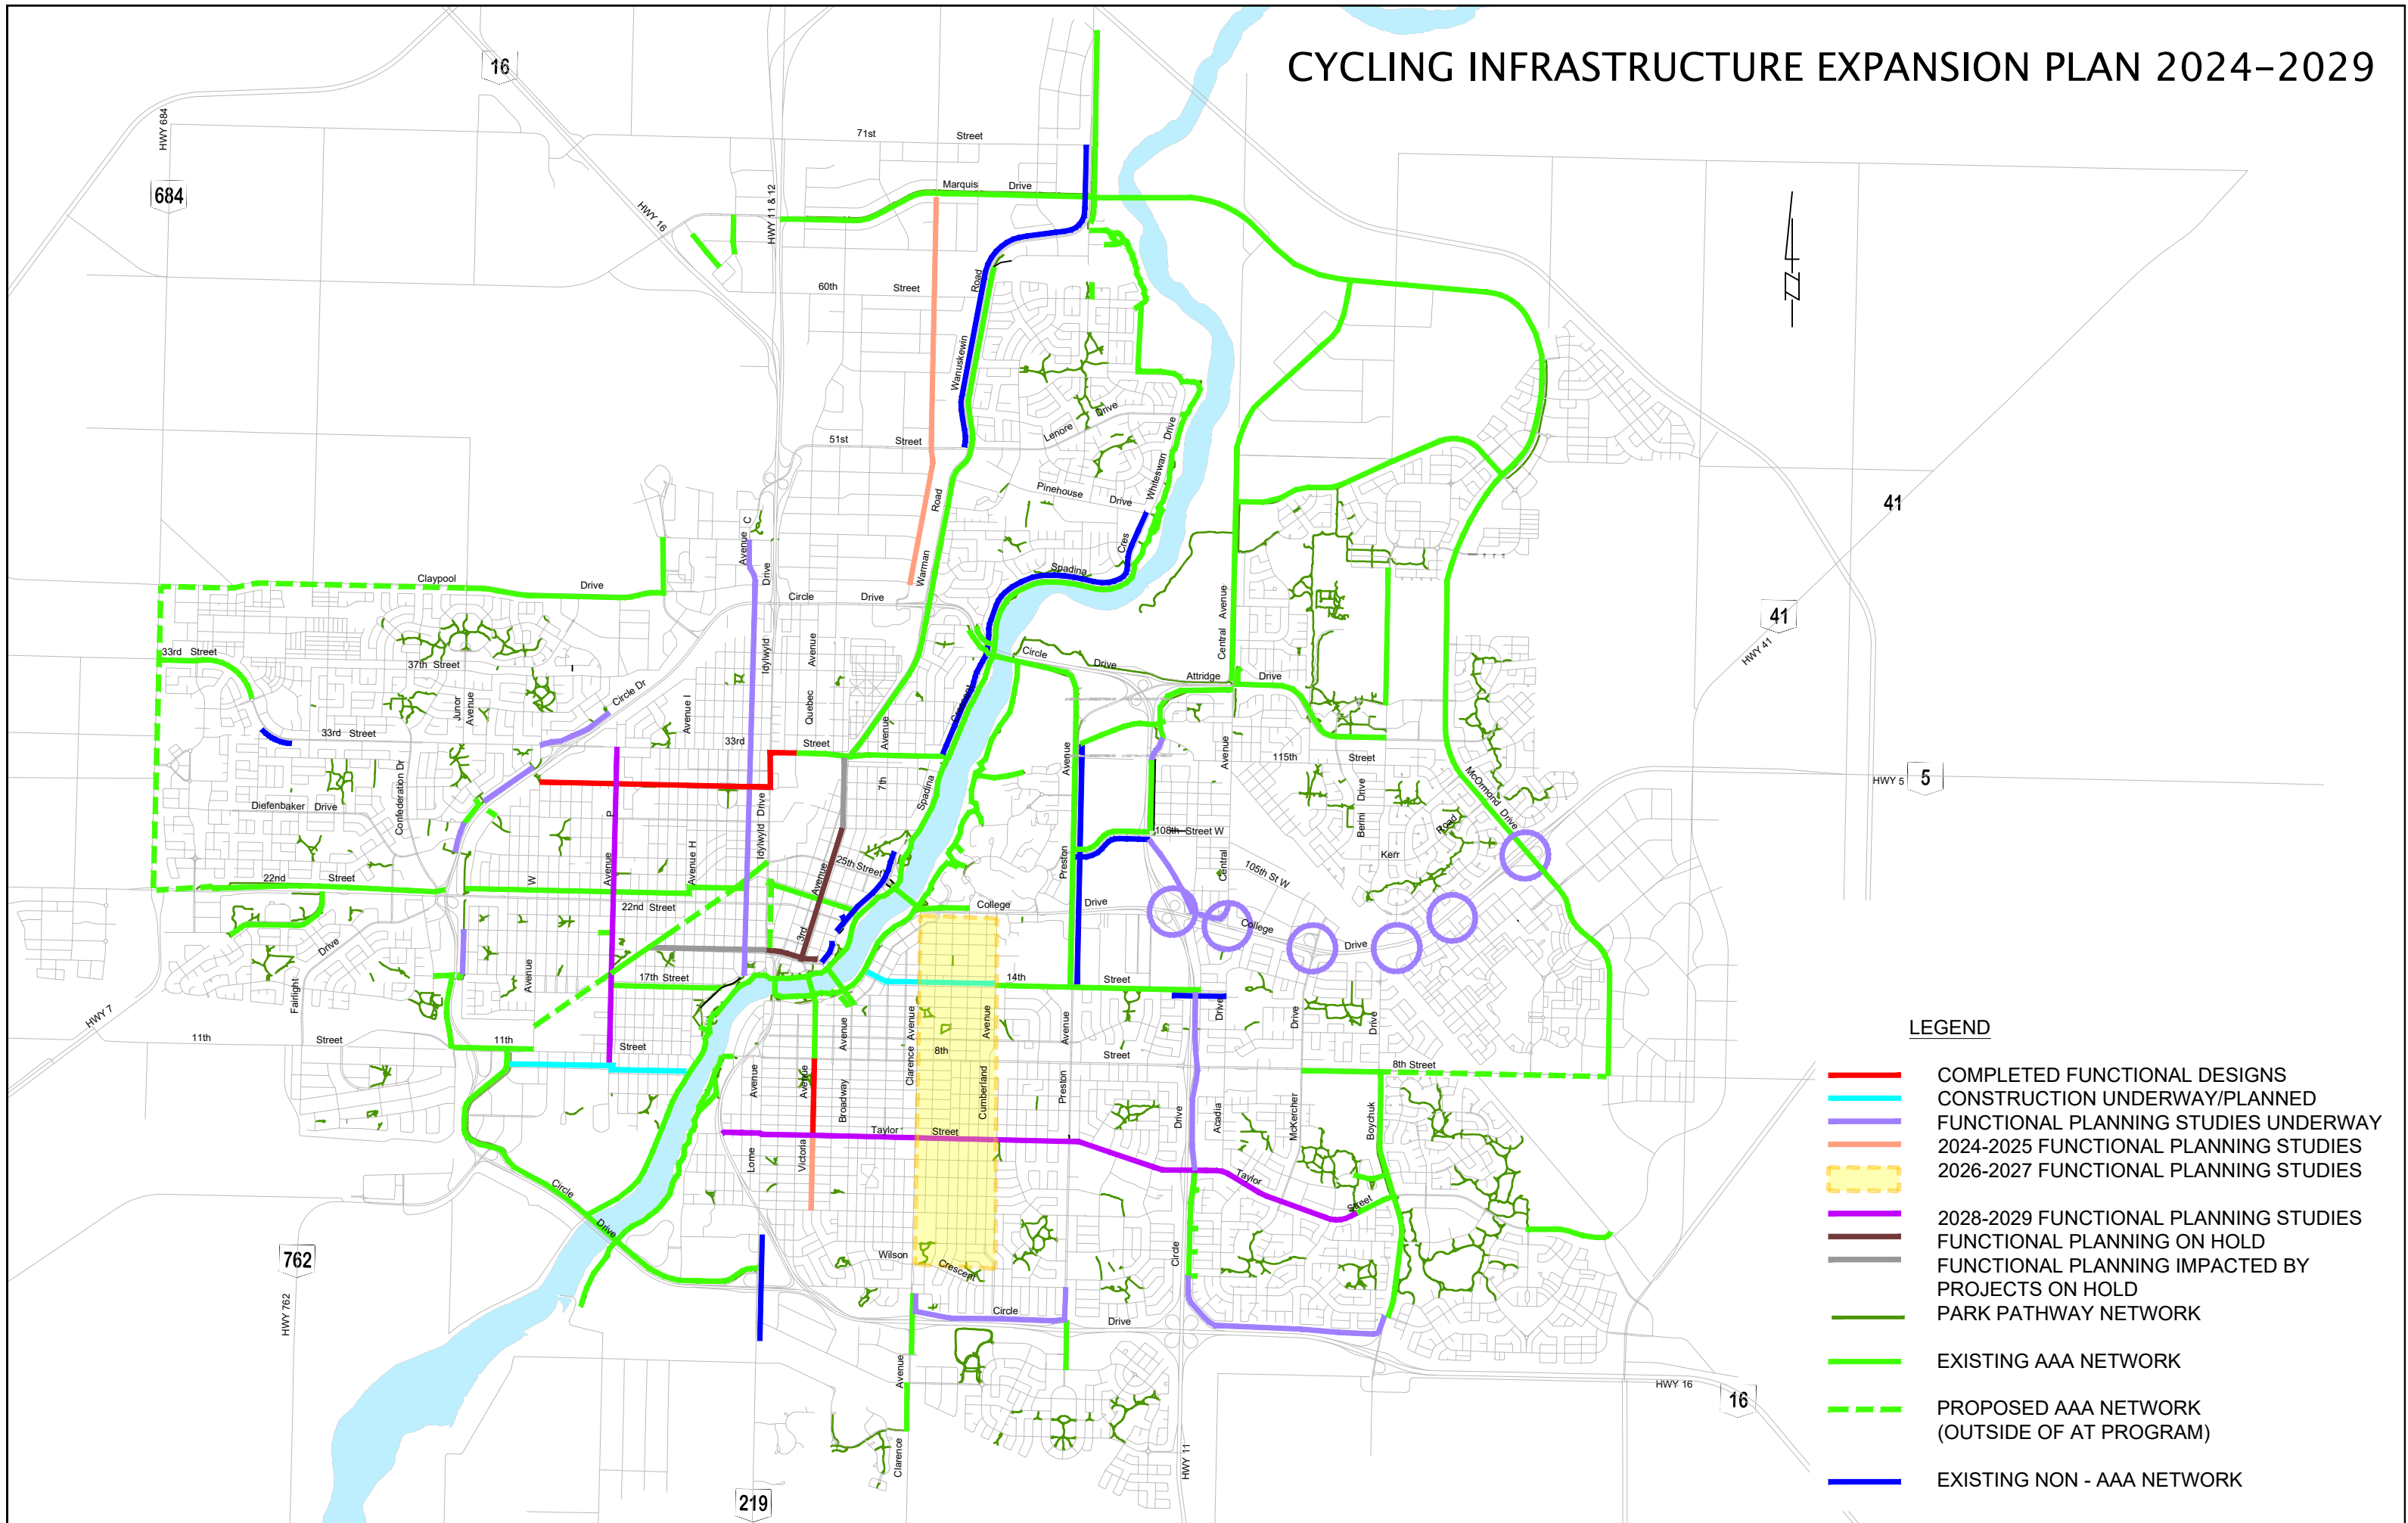 CYCLING INFRASTRUCTURE EXPANSION PLAN 2024-2029
16
HWY 684
684
71st Street
Marquis Drive
HWY 16
HWY 11 & 12
60th Street
Wanuskewin Road
Lenore Drive
51st Street
Pinehouse Drive
Whiteswan Drive
41
Warman Road
Avenue C
Spadina Cres
Claypool Drive
Circle Drive
Idylwyld Drive
Central Avenue
41
HWY 41
33rd Street
37th Street
Quebec Avenue
Circle Drive
Attridge Drive
Junor Avenue
Circle Dr
Avenue I
33rd Street
33rd Street
7th Avenue
Spadina Crescent
Preston Avenue
115th Street
McOrmond Drive
HWY 5
5
Diefenbaker Drive
Confederation Dr
Avenue P
Idylwyld Drive
108th Street W
Berini Drive
Kerr Road
Avenue H
25th Street
3rd Avenue
Central Avenue
105th St W
22nd Street
Avenue W
22nd Street
College Drive
College Drive
Fairlight Drive
17th Street
14th Street
HWY 7
11th Street
11th Street
8th Street
8th Street
Lorne Avenue
Victoria Avenue
Broadway Avenue
Clarence Avenue
Cumberland Avenue
Preston Avenue
Circle Drive
Acadia Drive
McKercher Drive
Boychuk Drive
Taylor Street
Taylor Street
Circle Drive
Wilson Crescent
Circle Drive
762
HWY 762
219
Clarence Avenue
HWY 11
HWY 16
16
LEGEND
COMPLETED FUNCTIONAL DESIGNS
CONSTRUCTION UNDERWAY/PLANNED
FUNCTIONAL PLANNING STUDIES UNDERWAY
2024-2025 FUNCTIONAL PLANNING STUDIES
2026-2027 FUNCTIONAL PLANNING STUDIES
2028-2029 FUNCTIONAL PLANNING STUDIES
FUNCTIONAL PLANNING ON HOLD
FUNCTIONAL PLANNING IMPACTED BY
PROJECTS ON HOLD
PARK PATHWAY NETWORK
EXISTING AAA NETWORK
PROPOSED AAA NETWORK
(OUTSIDE OF AT PROGRAM)
EXISTING NON - AAA NETWORK